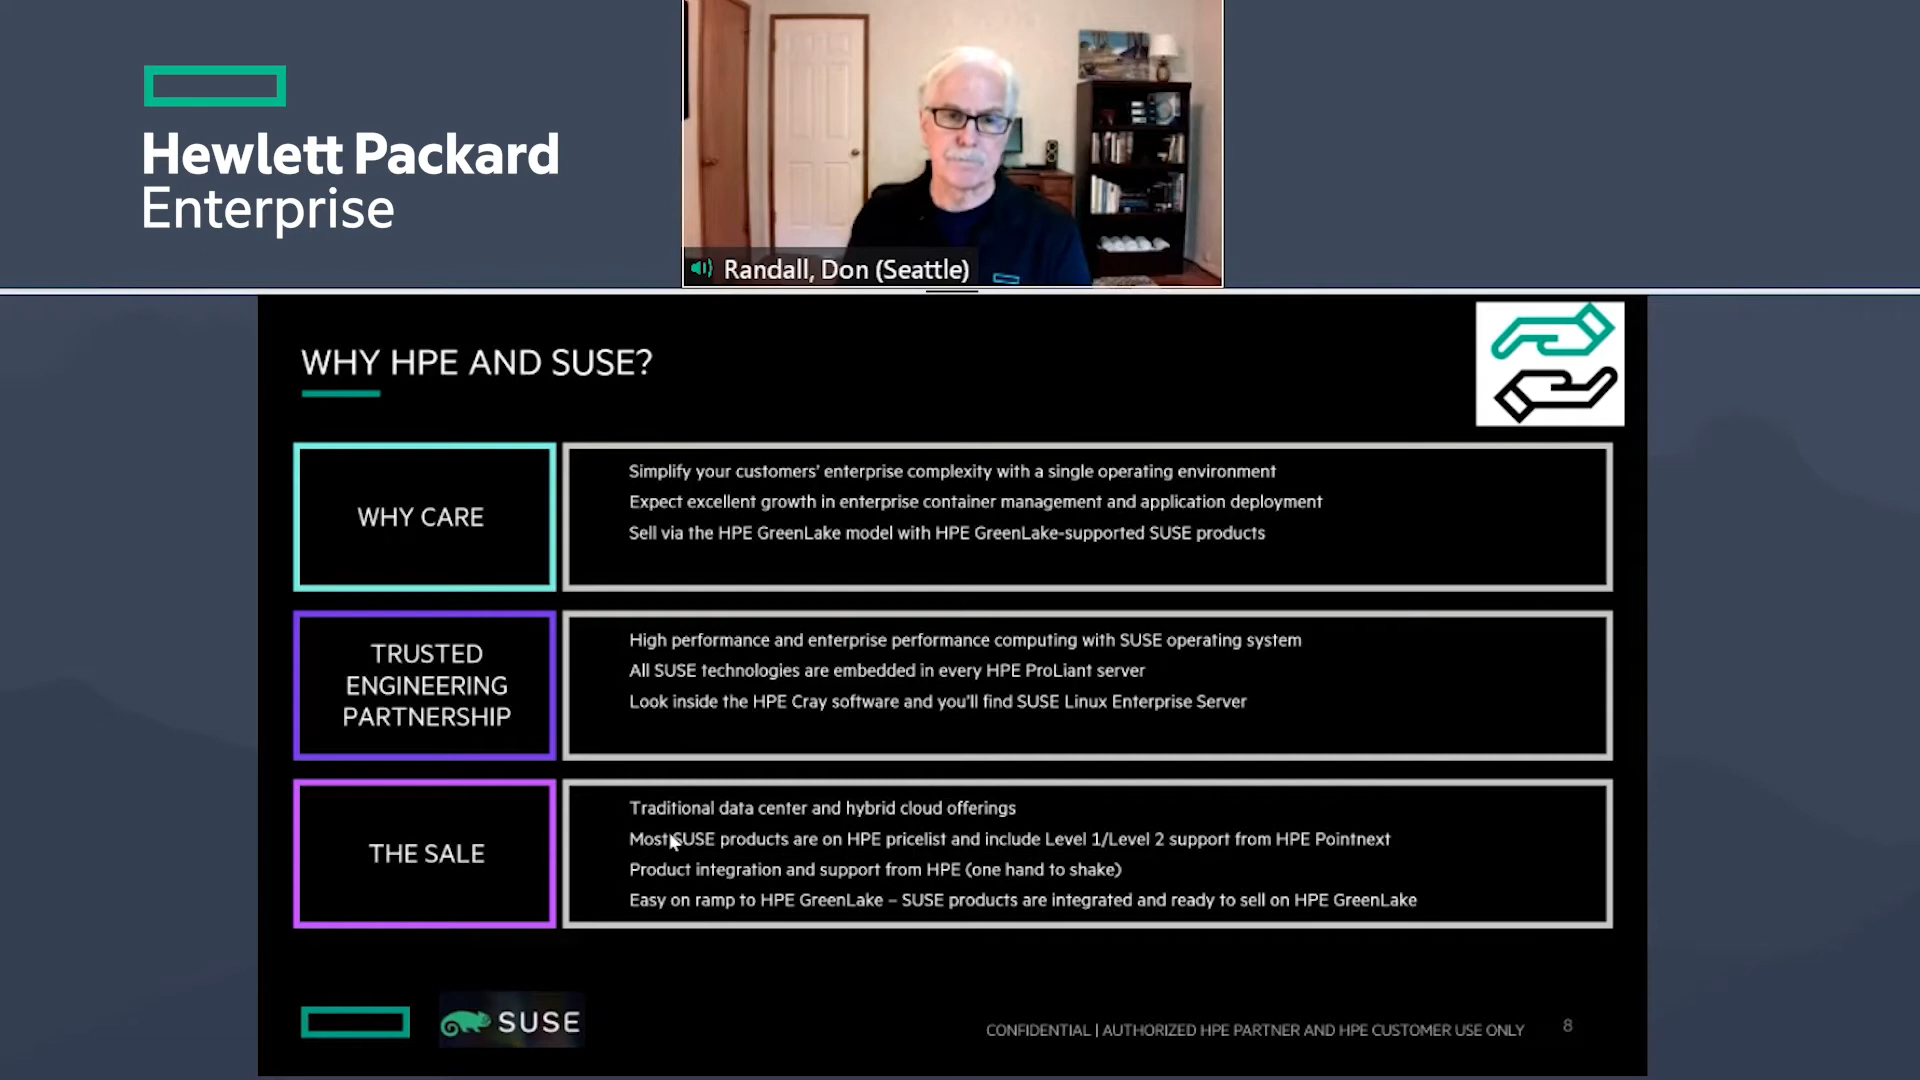 Hewlett Packard
Enterprise
Randall, Don (Seattle)
WHY HPE AND SUSE?
WHY CARE
Simplify your customers' enterprise complexity with a single operating environment
Expect excellent growth in enterprise container management and application deployment
Sell via the HPE GreenLake model with HPE GreenLake-supported SUSE products
TRUSTED
ENGINEERING
PARTNERSHIP
High performance and enterprise performance computing with SUSE operating system
All SUSE technologies are embedded in every HPE ProLiant server
Look inside the HPE Cray software and you'll find SUSE Linux Enterprise Server
THE SALE
Traditional data center and hybrid cloud offerings
Most SUSE products are on HPE pricelist and include Level 1/Level 2 support from HPE Pointnext
Product integration and support from HPE (one hand to shake)
Easy on ramp to HPE GreenLake – SUSE products are integrated and ready to sell on HPE GreenLake
SUSE
CONFIDENTIAL | AUTHORIZED HPE PARTNER AND HPE CUSTOMER USE ONLY
8